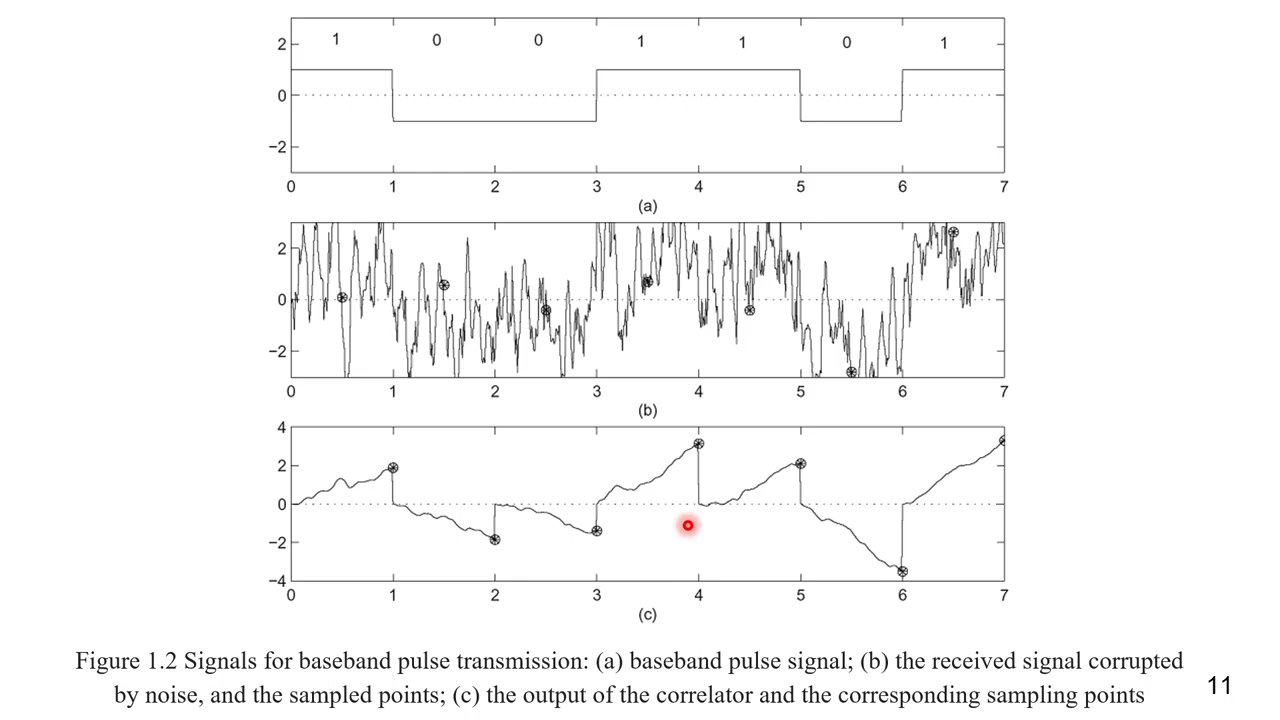 1 0 0 1 1 0 1
2
0
−2
0 1 2 3 4 5 6 7
(a)
2
0
−2
0 1 2 3 4 5 6 7
(b)
4
2
0
−2
−4
0 1 2 3 4 5 6 7
(c)
Figure 1.2 Signals for baseband pulse transmission: (a) baseband pulse signal; (b) the received signal corrupted
by noise, and the sampled points; (c) the output of the correlator and the corresponding sampling points
11